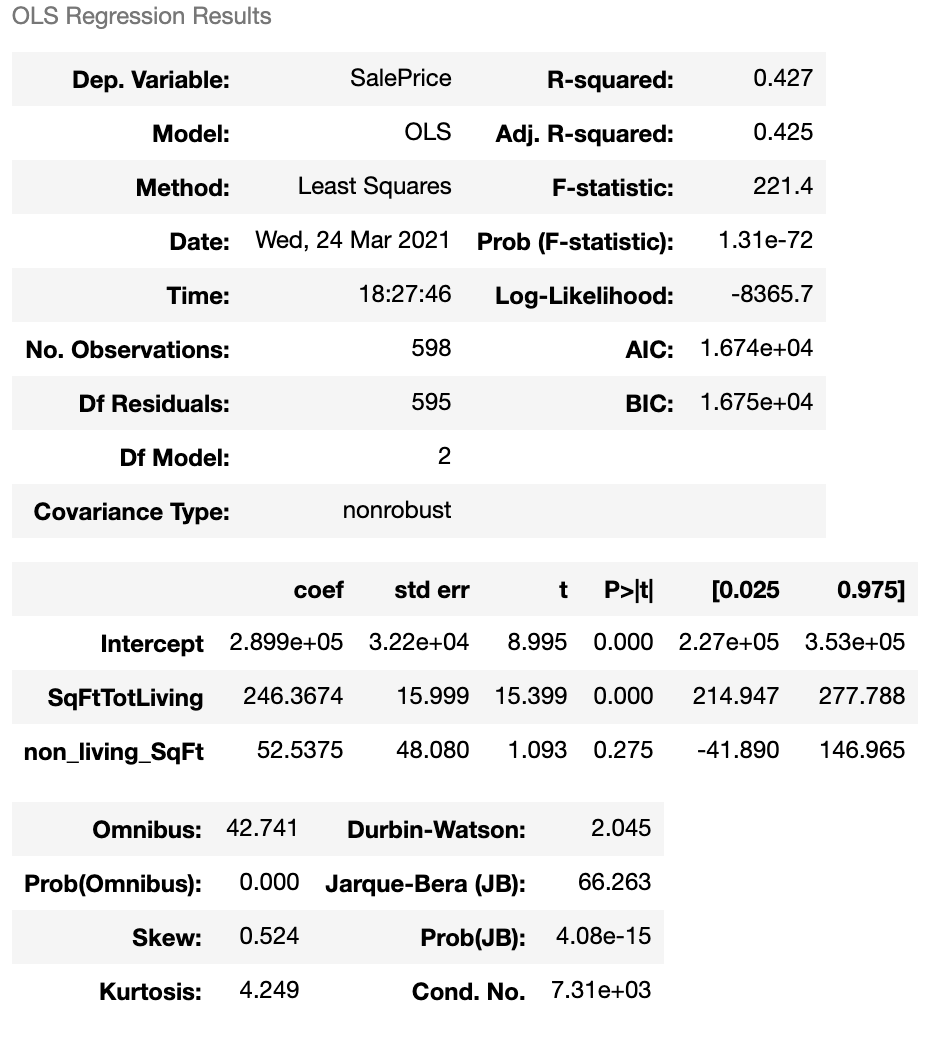 OLS Regression Results
Dep. Variable: SalePrice R-squared: 0.427
Model: OLS Adj. R-squared: 0.425
Method: Least Squares F-statistic: 221.4
Date: Wed, 24 Mar 2021 Prob (F-statistic): 1.31e-72
Time: 18:27:46 Log-Likelihood: -8365.7
No. Observations: 598 AIC: 1.674e+04
Df Residuals: 595 BIC: 1.675e+04
Df Model: 2
Covariance Type: nonrobust
coef std err t P>|t| [0.025 0.975]
Intercept 2.899e+05 3.22e+04 8.995 0.000 2.27e+05 3.53e+05
SqFtTotLiving 246.3674 15.999 15.399 0.000 214.947 277.788
non_living_SqFt 52.5375 48.080 1.093 0.275 -41.890 146.965
Omnibus: 42.741 Durbin-Watson: 2.045
Prob(Omnibus): 0.000 Jarque-Bera (JB): 66.263
Skew: 0.524 Prob(JB): 4.08e-15
Kurtosis: 4.249 Cond. No. 7.31e+03